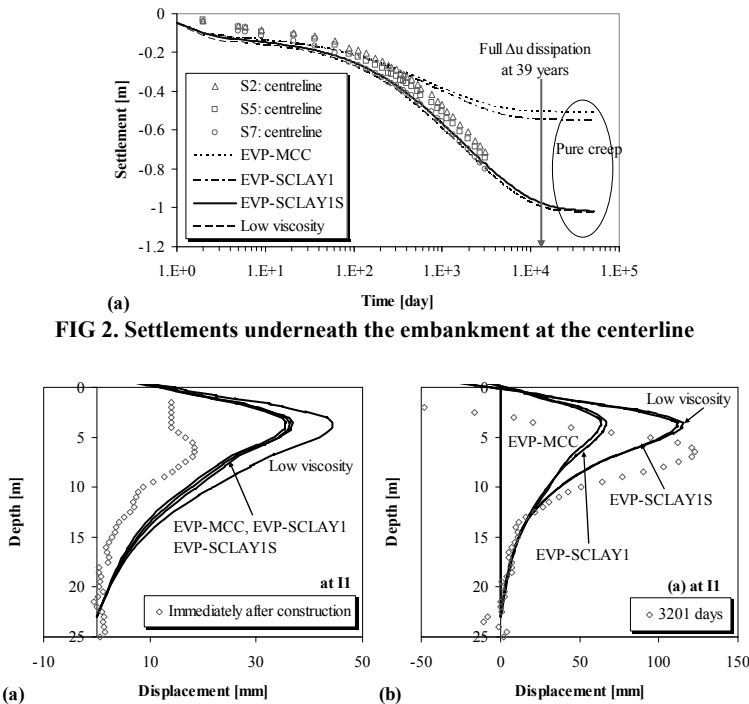 0
-0.2
-0.4
-0.6
-0.8
-1
-1.2
Settlement [m]
Full Δu dissipation
at 39 years
Pure creep
S2: centreline
S5: centreline
S7: centreline
EVP-MCC
EVP-SCLAY1
EVP-SCLAY1S
Low viscosity
1.E+0 1.E+1 1.E+2 1.E+3 1.E+4 1.E+5
(a) Time [day]
FIG 2. Settlements underneath the embankment at the centerline
0
5
10
15
20
25
Depth [m]
Low viscosity
EVP-MCC, EVP-SCLAY1
EVP-SCLAY1S
at I1
Immediately after construction
-10 10 30 50
(a) Displacement [mm]
0
5
10
15
20
25
Depth [m]
Low viscosity
EVP-MCC
EVP-SCLAY1S
EVP-SCLAY1
(a) at I1
3201 days
-50 0 50 100 150
(b) Displacement [mm]